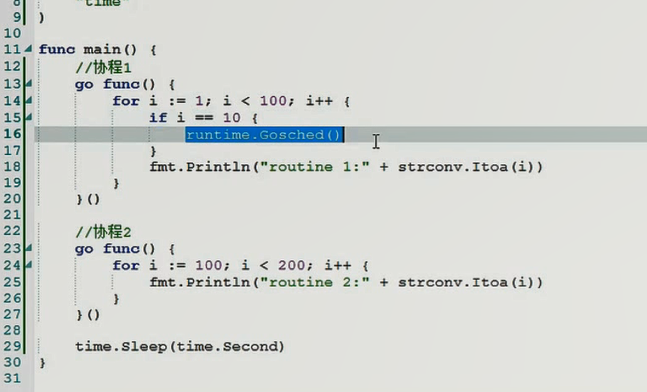 8 "time"
9 )
10
11 func main() {
12 //协程1
13 go func() {
14 for i := 1; i < 100; i++ {
15 if i == 10 {
16 runtime.Gosched()
17 }
18 fmt.Println("routine 1:" + strconv.Itoa(i))
19 }
20 }()
21
22 //协程2
23 go func() {
24 for i := 100; i < 200; i++ {
25 fmt.Println("routine 2:" + strconv.Itoa(i))
26 }
27 }()
28
29 time.Sleep(time.Second)
30 }
31